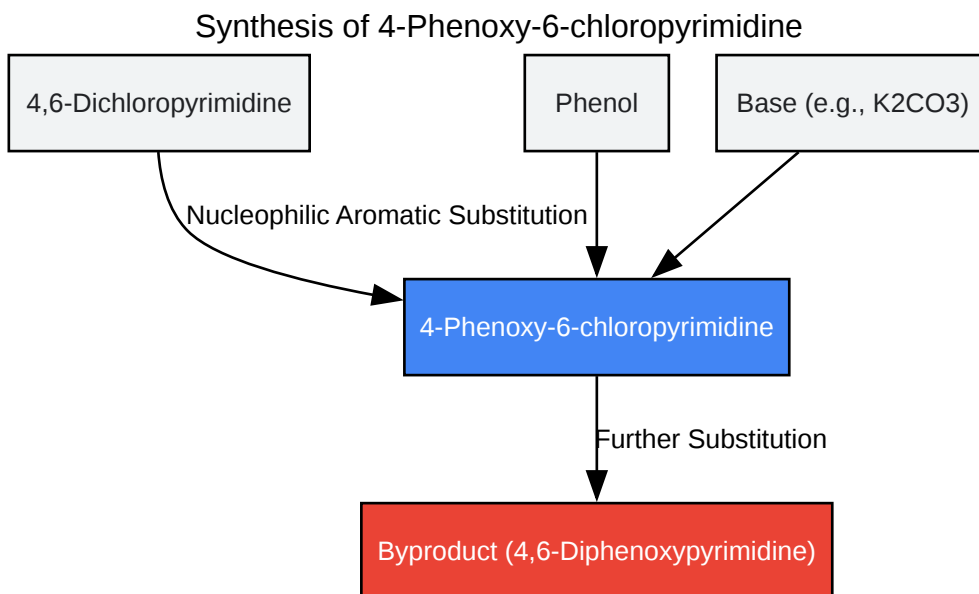 Synthesis of 4-Phenoxy-6-chloropyrimidine
4,6-Dichloropyrimidine
Phenol
Base (e.g., K2CO3)
Nucleophilic Aromatic Substitution
4-Phenoxy-6-chloropyrimidine
Further Substitution
Byproduct (4,6-Diphenoxypyrimidine)